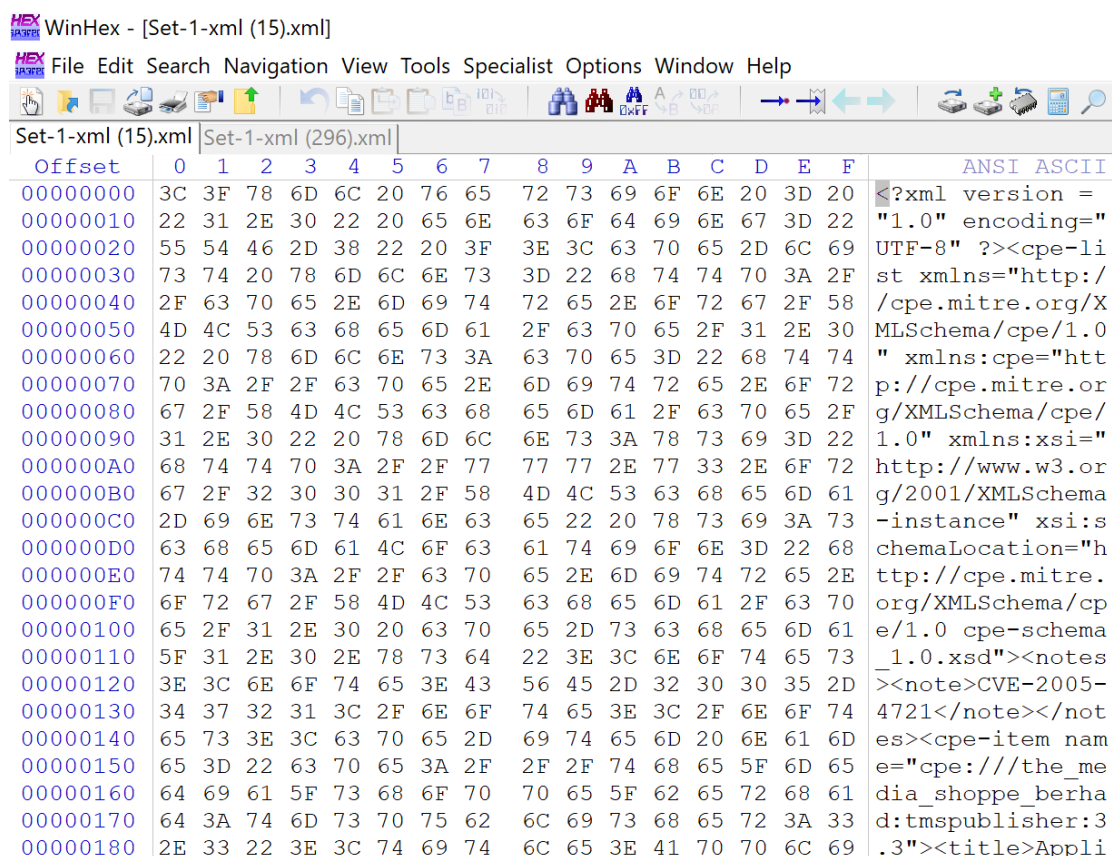 HEX WinHex - [Set-1-xml (15).xml]
HEX File Edit Search Navigation View Tools Specialist Options Window Help
Set-1-xml (15).xml Set-1-xml (296).xml
Offset 0 1 2 3 4 5 6 7 8 9 A B C D E F ANSI ASCII
00000000 3C 3F 78 6D 6C 20 76 65 72 73 69 6F 6E 20 3D 20 <?xml version =
00000010 22 31 2E 30 22 20 65 6E 63 6F 64 69 6E 67 3D 22 "1.0" encoding="
00000020 55 54 46 2D 38 22 20 3F 3E 3C 63 70 65 2D 6C 69 UTF-8" ?><cpe-li
00000030 73 74 20 78 6D 6C 6E 73 3D 22 68 74 74 70 3A 2F st xmlns="http:/
00000040 2F 63 70 65 2E 6D 69 74 72 65 2E 6F 72 67 2F 58 /cpe.mitre.org/X
00000050 4D 4C 53 63 68 65 6D 61 2F 63 70 65 2F 31 2E 30 MLSchema/cpe/1.0
00000060 22 20 78 6D 6C 6E 73 3A 63 70 65 3D 22 68 74 74 " xmlns:cpe="htt
00000070 70 3A 2F 2F 63 70 65 2E 6D 69 74 72 65 2E 6F 72 p://cpe.mitre.or
00000080 67 2F 58 4D 4C 53 63 68 65 6D 61 2F 63 70 65 2F g/XMLSchema/cpe/
00000090 31 2E 30 22 20 78 6D 6C 6E 73 3A 78 73 69 3D 22 1.0" xmlns:xsi="
000000A0 68 74 74 70 3A 2F 2F 77 77 77 2E 77 33 2E 6F 72 http://www.w3.or
000000B0 67 2F 32 30 30 31 2F 58 4D 4C 53 63 68 65 6D 61 g/2001/XMLSchema
000000C0 2D 69 6E 73 74 61 6E 63 65 22 20 78 73 69 3A 73 -instance" xsi:s
000000D0 63 68 65 6D 61 4C 6F 63 61 74 69 6F 6E 3D 22 68 chemaLocation="h
000000E0 74 74 70 3A 2F 2F 63 70 65 2E 6D 69 74 72 65 2E ttp://cpe.mitre.
000000F0 6F 72 67 2F 58 4D 4C 53 63 68 65 6D 61 2F 63 70 org/XMLSchema/cp
00000100 65 2F 31 2E 30 20 63 70 65 2D 73 63 68 65 6D 61 e/1.0 cpe-schema
00000110 5F 31 2E 30 2E 78 73 64 22 3E 3C 6E 6F 74 65 73 _1.0.xsd"><notes
00000120 3E 3C 6E 6F 74 65 3E 43 56 45 2D 32 30 30 35 2D ><note>CVE-2005-
00000130 34 37 32 31 3C 2F 6E 6F 74 65 3E 3C 2F 6E 6F 74 4721</note></not
00000140 65 73 3E 3C 63 70 65 2D 69 74 65 6D 20 6E 61 6D es><cpe-item nam
00000150 65 3D 22 63 70 65 3A 2F 2F 2F 74 68 65 5F 6D 65 e="cpe:///the_me
00000160 64 69 61 5F 73 68 6F 70 70 65 5F 62 65 72 68 61 dia_shoppe_berha
00000170 64 3A 74 6D 73 70 75 62 6C 69 73 68 65 72 3A 33 d:tmspublisher:3
00000180 2E 33 22 3E 3C 74 69 74 6C 65 3E 41 70 70 6C 69 .3"><title>Appli